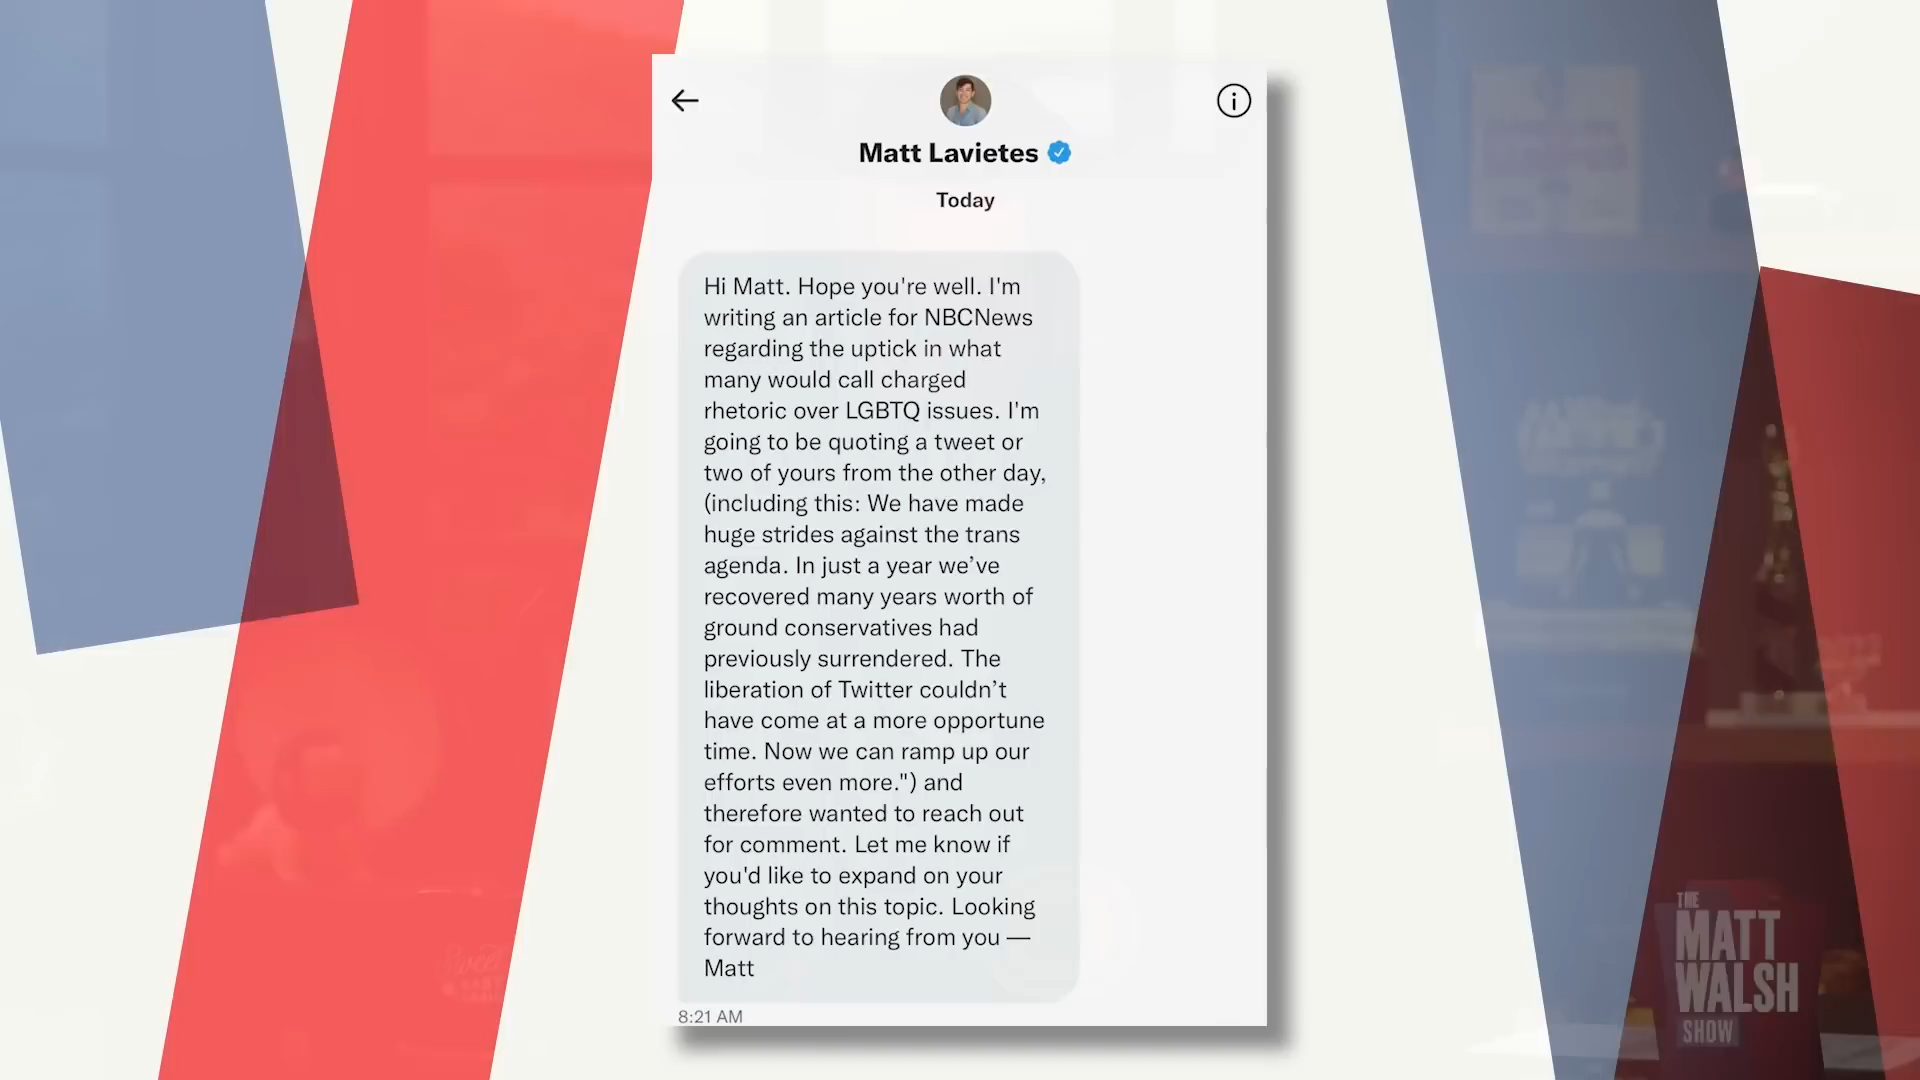 Matt Lavietes
Today
Hi Matt. Hope you're well. I'm
writing an article for NBCNews
regarding the uptick in what
many would call charged
rhetoric over LGBTQ issues. I'm
going to be quoting a tweet or
two of yours from the other day,
(including this: We have made
huge strides against the trans
agenda. In just a year we’ve
recovered many years worth of
ground conservatives had
previously surrendered. The
liberation of Twitter couldn’t
have come at a more opportune
time. Now we can ramp up our
efforts even more.") and
therefore wanted to reach out
for comment. Let me know if
you'd like to expand on your
thoughts on this topic. Looking
forward to hearing from you —
Matt
8:21 AM
THE
MATT
WALSH
SHOW